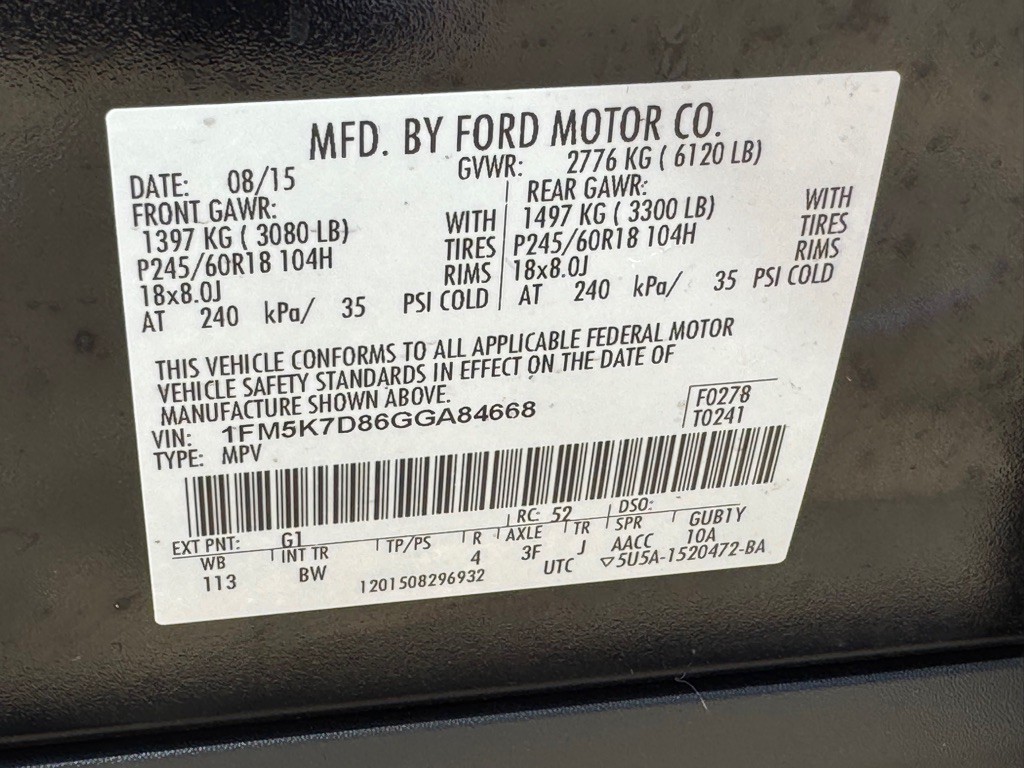 MFD. BY FORD MOTOR CO.
DATE: 08/15 GVWR: 2776 KG ( 6120 LB)
FRONT GAWR: REAR GAWR:
1397 KG ( 3080 LB) WITH 1497 KG ( 3300 LB) WITH
P245/60R18 104H TIRES P245/60R18 104H TIRES
18x8.0J RIMS 18x8.0J RIMS
AT 240 kPa/ 35 PSI COLD AT 240 kPa/ 35 PSI COLD
THIS VEHICLE CONFORMS TO ALL APPLICABLE FEDERAL MOTOR
VEHICLE SAFETY STANDARDS IN EFFECT ON THE DATE OF
MANUFACTURE SHOWN ABOVE.
F0278
VIN: 1FM5K7D86GGA84668 T0241
TYPE: MPV
EXT PNT: G1 RC: 52 DSO:
WB INT TR TP/PS R AXLE TR SPR GUB1Y
113 BW 4 3F J AACC 10A
1201508296932 UTC ▽5U5A-1520472-BA